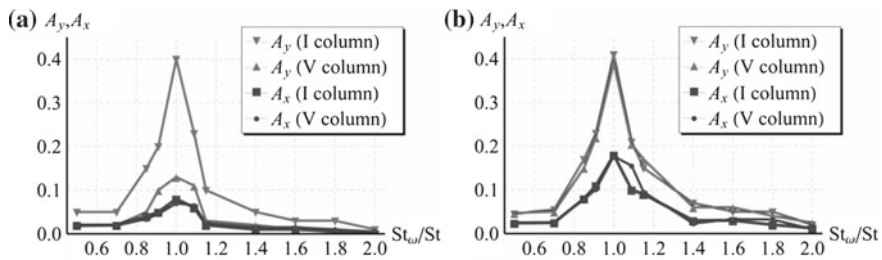 (a) A_y,A_x
0.4
0.3
0.2
0.1
0.0
0.6 0.8 1.0 1.2 1.4 1.6 1.8 2.0
St_ω/St
A_y (I column)
A_y (V column)
A_x (I column)
A_x (V column)
(b) A_y,A_x
0.4
0.3
0.2
0.1
0.0
0.6 0.8 1.0 1.2 1.4 1.6 1.8 2.0
St_ω/St
A_y (I column)
A_y (V column)
A_x (I column)
A_x (V column)